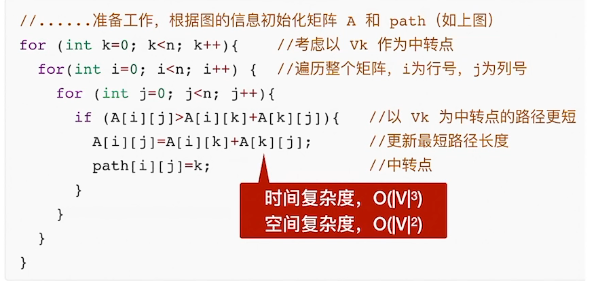 //......准备工作，根据图的信息初始化矩阵 A 和 path（如上图）
for (int k=0; k<n; k++){ //考虑以 Vk 作为中转点
for(int i=0; i<n; i++) { //遍历整个矩阵，i为行号，j为列号
for (int j=0; j<n; j++){
if (A[i][j]>A[i][k]+A[k][j]){ //以 Vk 为中转点的路径更短
A[i][j]=A[i][k]+A[k][j]; //更新最短路径长度
path[i][j]=k; //中转点
}
}
}
}
时间复杂度，O(|V|³)
空间复杂度，O(|V|²)